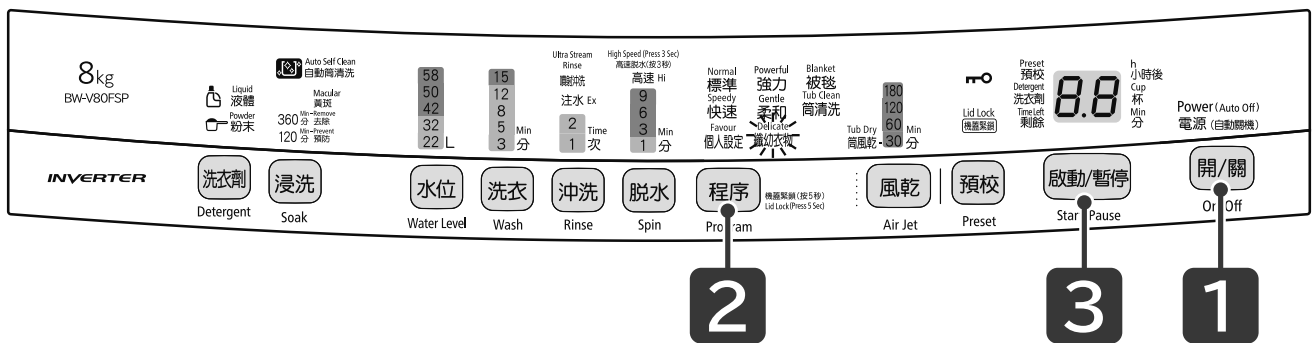 8kg
BW-V80FSP
Auto Self Clean
自動筒清洗
Liquid
液體
Powder
粉末
Macular
黃斑
360 Min-Remove
分 去除
120 Min-Prevent
分 預防
58
50
42
32
22 L
15
12
8
5 Min
3 分
Ultra Stream
Rinse
瀑卸沖洗
注水 Ex
2 Time
1 次
High Speed (Press 3 Sec)
高速脫水(按3秒)
高速 Hi
9
6
3 Min
1 分
Normal
標準
Powerful
強力
Blanket
被毯
Speedy
快速
Gentle
柔和
Tub Clean
筒清洗
Favour
個人設定
Delicate
纖幼衣物
180
120
Tub Dry 60 Min
筒風乾-30 分
Lid Lock
機蓋緊鎖
Preset
預校
Detergent
洗衣劑
Time Left
剩餘
8.8
h
小時後
Cup
杯
Min
分
Power (Auto Off)
電源 (自動關機)
INVERTER
洗衣劑
Detergent
浸洗
Soak
水位
Water Level
洗衣
Wash
沖洗
Rinse
脫水
Spin
程序
Program
機蓋緊鎖(按5秒)
Lid Lock(Press 5 Sec)
風乾
Air Jet
預校
Preset
啟動/暫停
Start Pause
開/關
On Off
2
3
1